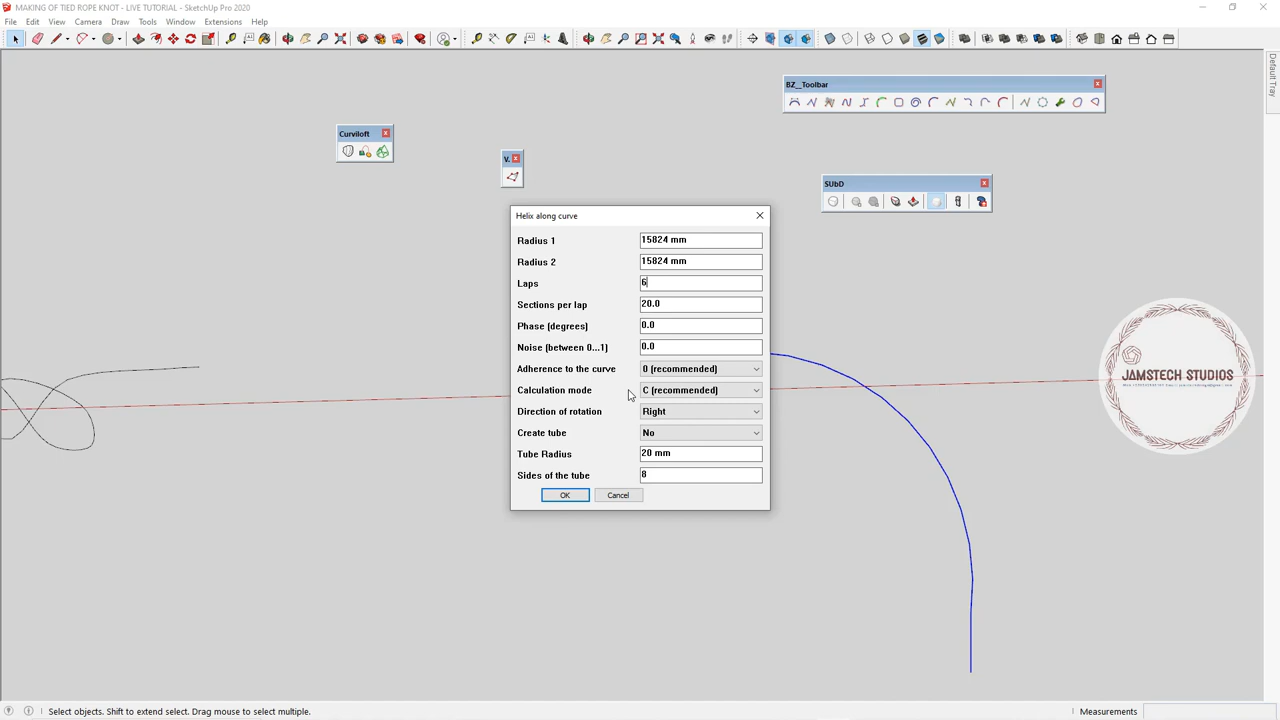 MAKING OF TIED ROPE KNOT - LIVE TUTORIAL - SketchUp Pro 2020
File Edit View Camera Draw Tools Window Extensions Help
Default Tray
BZ__Toolbar
Curviloft
V.
SUbD
Helix along curve
Radius 1 15824 mm
Radius 2 15824 mm
Laps 6
Sections per lap 20.0
Phase (degrees) 0.0
Noise (between 0...1) 0.0
Adherence to the curve 0 (recommended)
Calculation mode C (recommended)
Direction of rotation Right
Create tube No
Tube Radius 20 mm
Sides of the tube 8
OK Cancel
JAMSTECH STUDIOS
Select objects. Shift to extend select. Drag mouse to select multiple.
Measurements